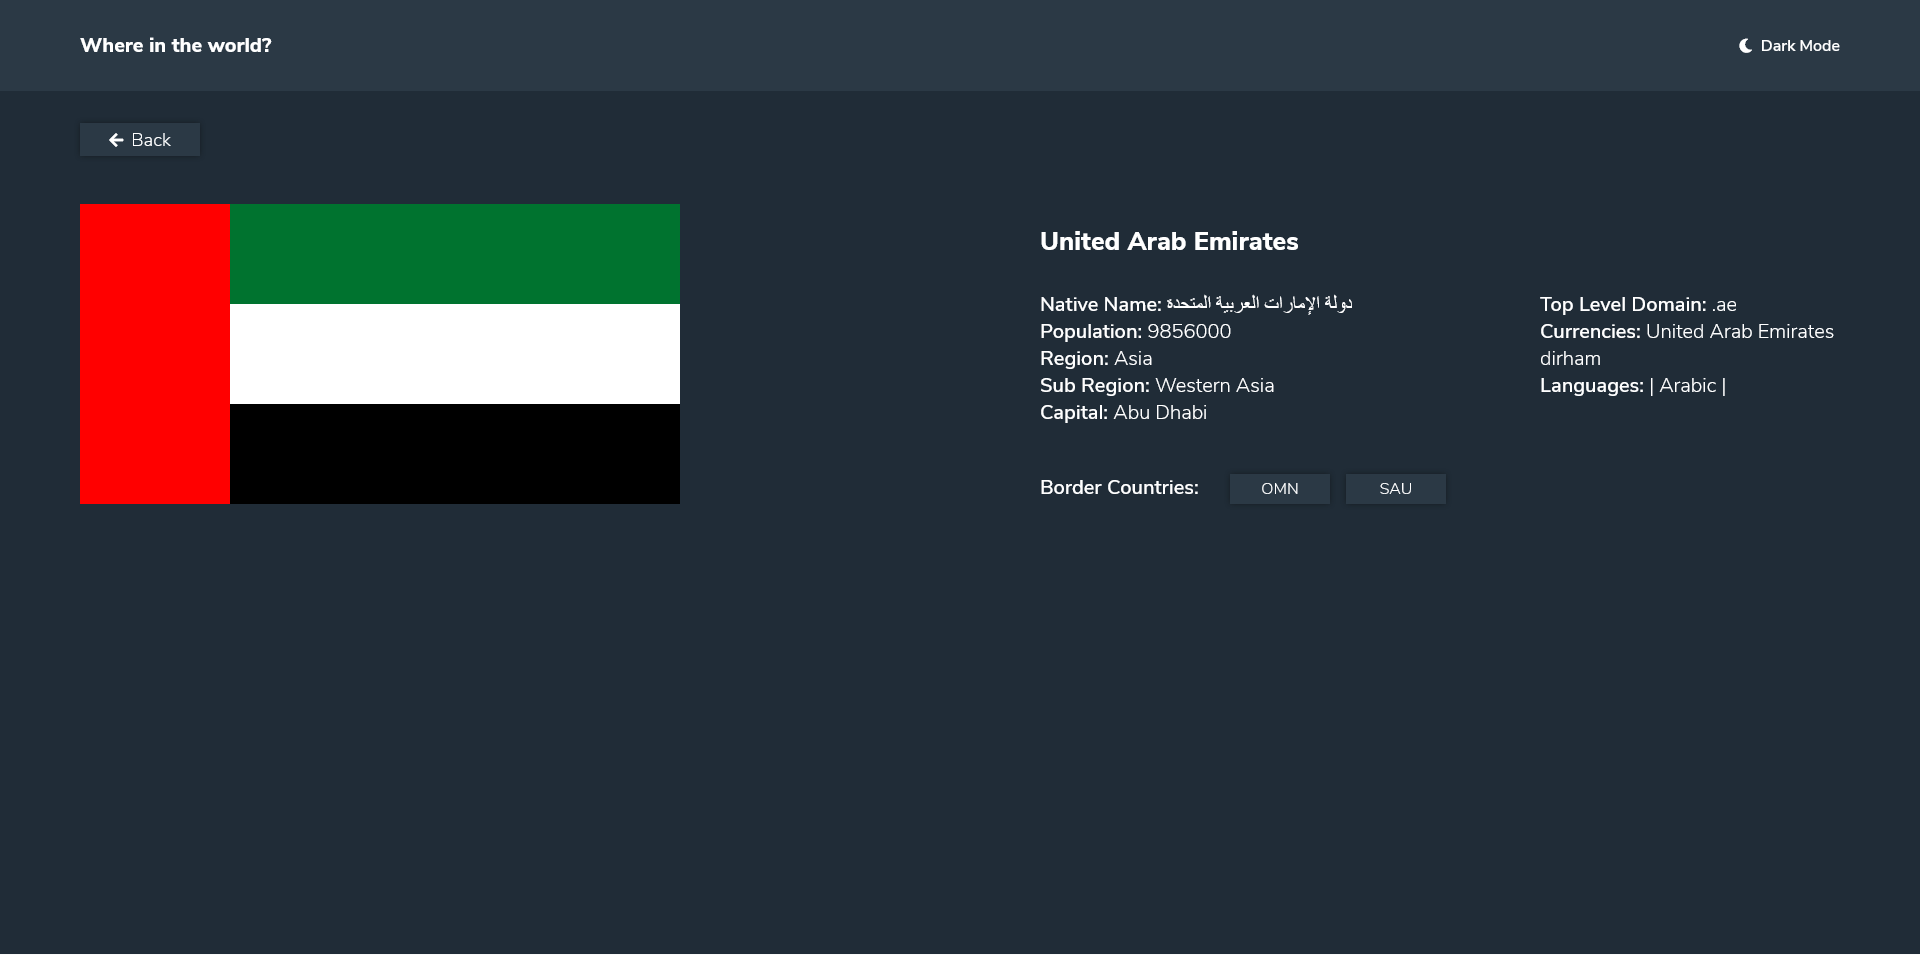 Where in the world?
Dark Mode
Back
United Arab Emirates
Native Name: دولة الإمارات العربية المتحدة
Population: 9856000
Region: Asia
Sub Region: Western Asia
Capital: Abu Dhabi
Top Level Domain: .ae
Currencies: United Arab Emirates
dirham
Languages: | Arabic |
Border Countries:
OMN
SAU